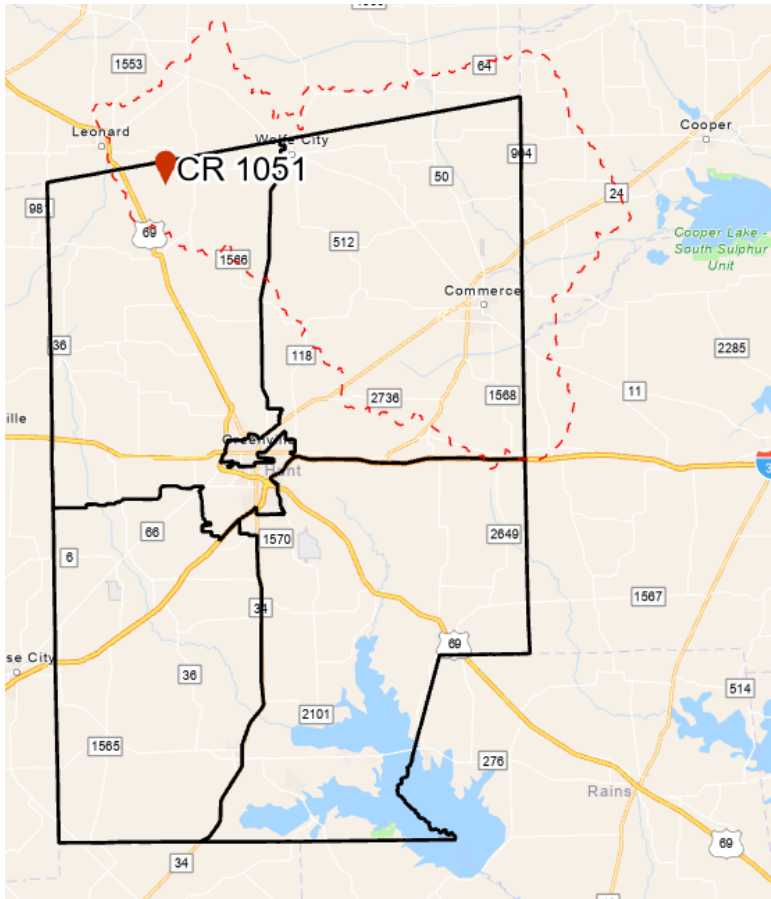 1553
64
Leonard
Wolfe City
Cooper
904
CR 1051
50
24
981
69
1566
512
Cooper Lake -
South Sulphur
Unit
Commerce
36
118
2285
2736
1568
11
ille
Greenville
Hunt
3
66
6
1570
2649
34
1567
69
se City
36
514
2101
1565
276
Rains
69
34